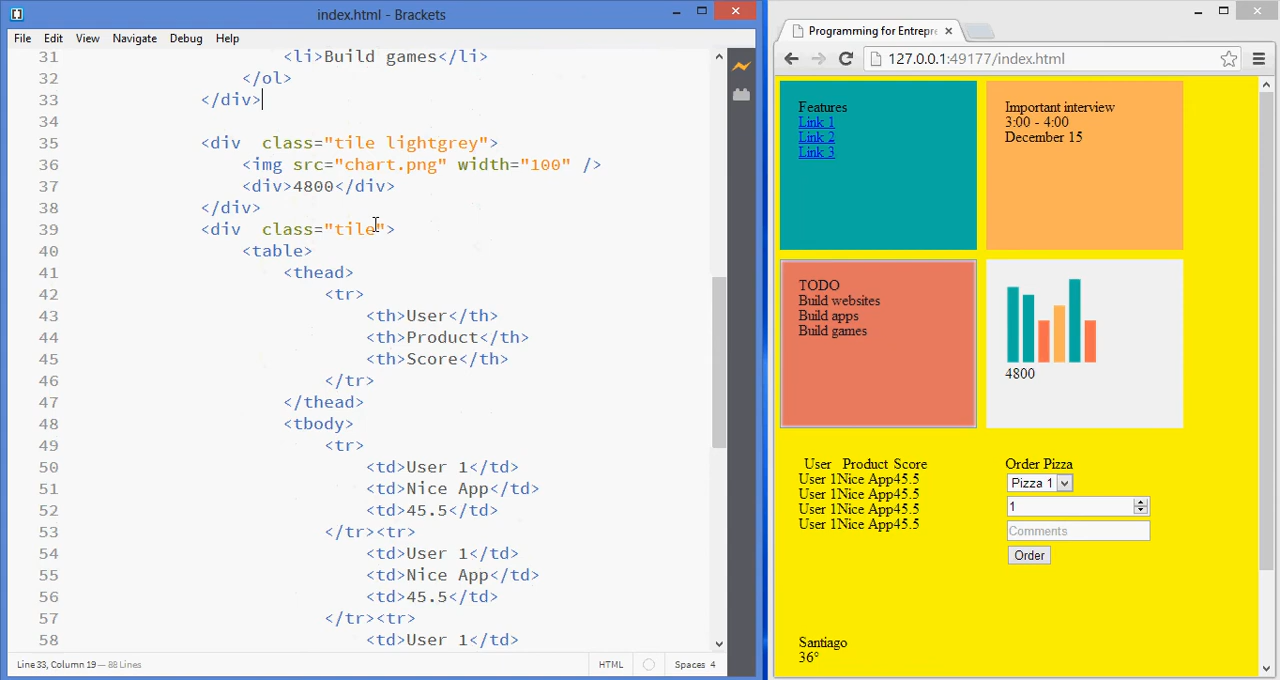 index.html - Brackets
File Edit View Navigate Debug Help
31 <li>Build games</li>
32 </ol>
33 </div>
34
35 <div  class="tile lightgrey">
36 <img src="chart.png" width="100" />
37 <div>4800</div>
38 </div>
39 <div  class="tile">
40 <table>
41 <thead>
42 <tr>
43 <th>User</th>
44 <th>Product</th>
45 <th>Score</th>
46 </tr>
47 </thead>
48 <tbody>
49 <tr>
50 <td>User 1</td>
51 <td>Nice App</td>
52 <td>45.5</td>
53 </tr><tr>
54 <td>User 1</td>
55 <td>Nice App</td>
56 <td>45.5</td>
57 </tr><tr>
58 <td>User 1</td>
Line 33, Column 19 — 88 Lines
HTML
Spaces 4
Programming for Entrepre
127.0.0.1:49177/index.html
Features
Link 1
Link 2
Link 3
Important interview
3:00 - 4:00
December 15
TODO
Build websites
Build apps
Build games
4800
User Product Score
User 1Nice App45.5
User 1Nice App45.5
User 1Nice App45.5
User 1Nice App45.5
Order Pizza
Pizza 1
1
Comments
Order
Santiago
36°